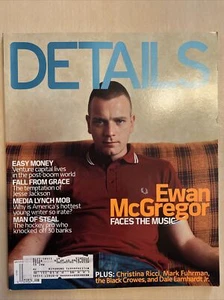 DETAILS
EASY MONEY
Venture capital lives
in the post-boom world
FALL FROM GRACE
The temptation of
Jesse Jackson
MEDIA LYNCH MOB
Why is America's hottest
young writer so irate?
MAN OF STEAL
The hockey pro who
knocked off 50 banks
Ewan
McGregor
FACES THE MUSIC
PLUS: Christina Ricci, Mark Fuhrman,
the Black Crowes, and Dale Earnhardt Jr.